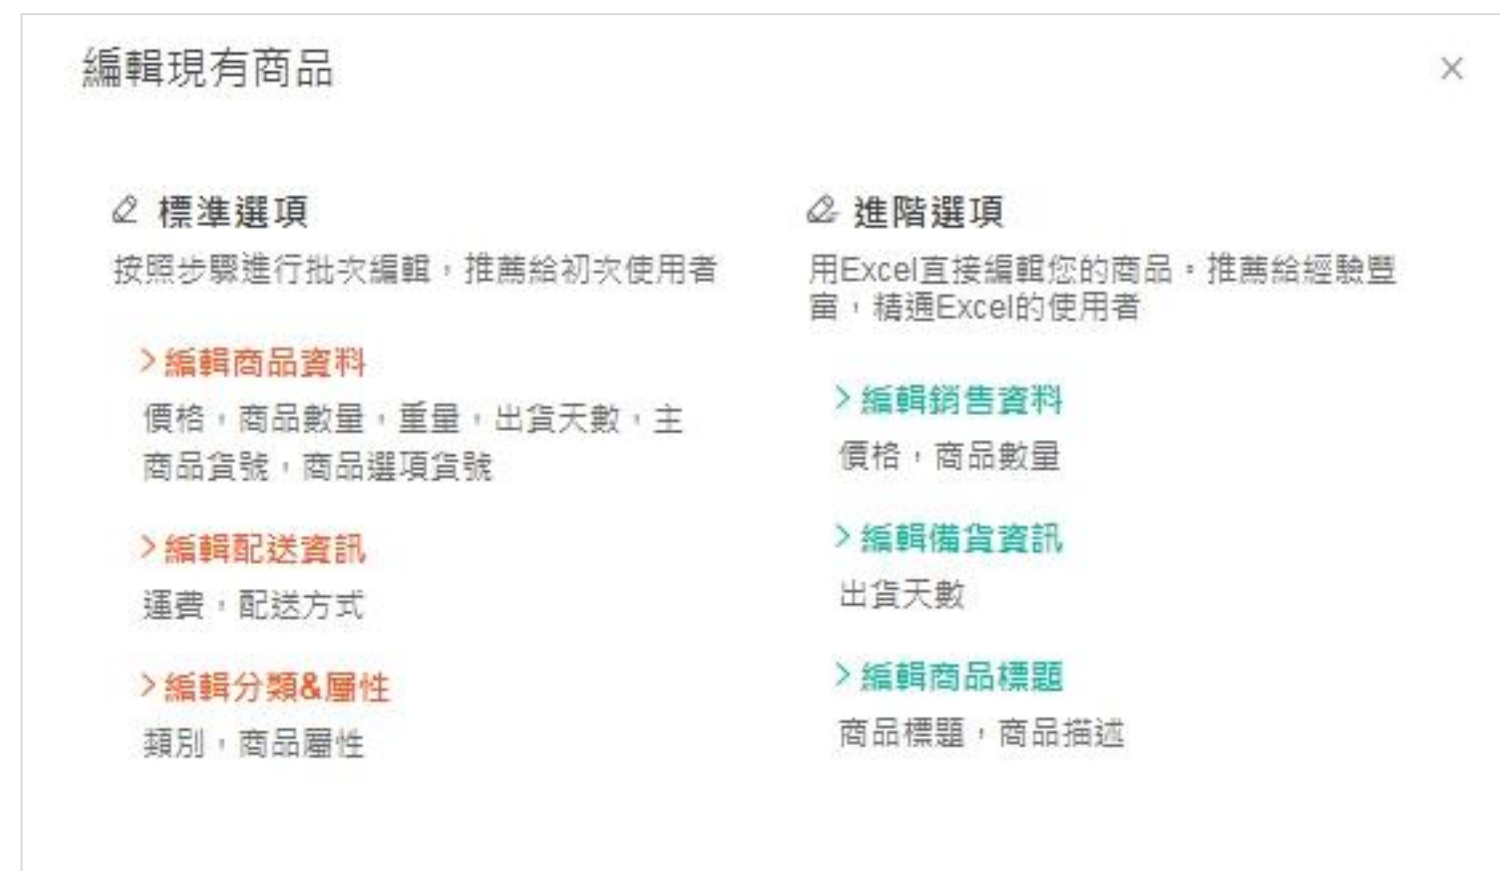 編輯現有商品
×
標準選項
按照步驟進行批次編輯，推薦給初次使用者
>編輯商品資料
價格，商品數量，重量，出貨天數，主
商品貨號，商品選項貨號
>編輯配送資訊
運費，配送方式
>編輯分類&屬性
類別，商品屬性
進階選項
用Excel直接編輯您的商品。推薦給經驗豐
富，精通Excel的使用者
>編輯銷售資料
價格，商品數量
>編輯備貨資訊
出貨天數
>編輯商品標題
商品標題，商品描述